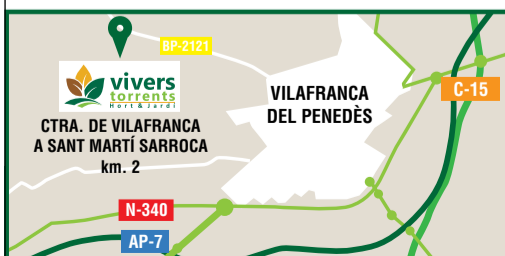 BP-2121
vivers
torrents
Hort & Jardí
CTRA. DE VILAFRANCA
A SANT MARTÍ SARROCA
km. 2
VILAFRANCA
DEL PENEDÈS
C-15
N-340
AP-7